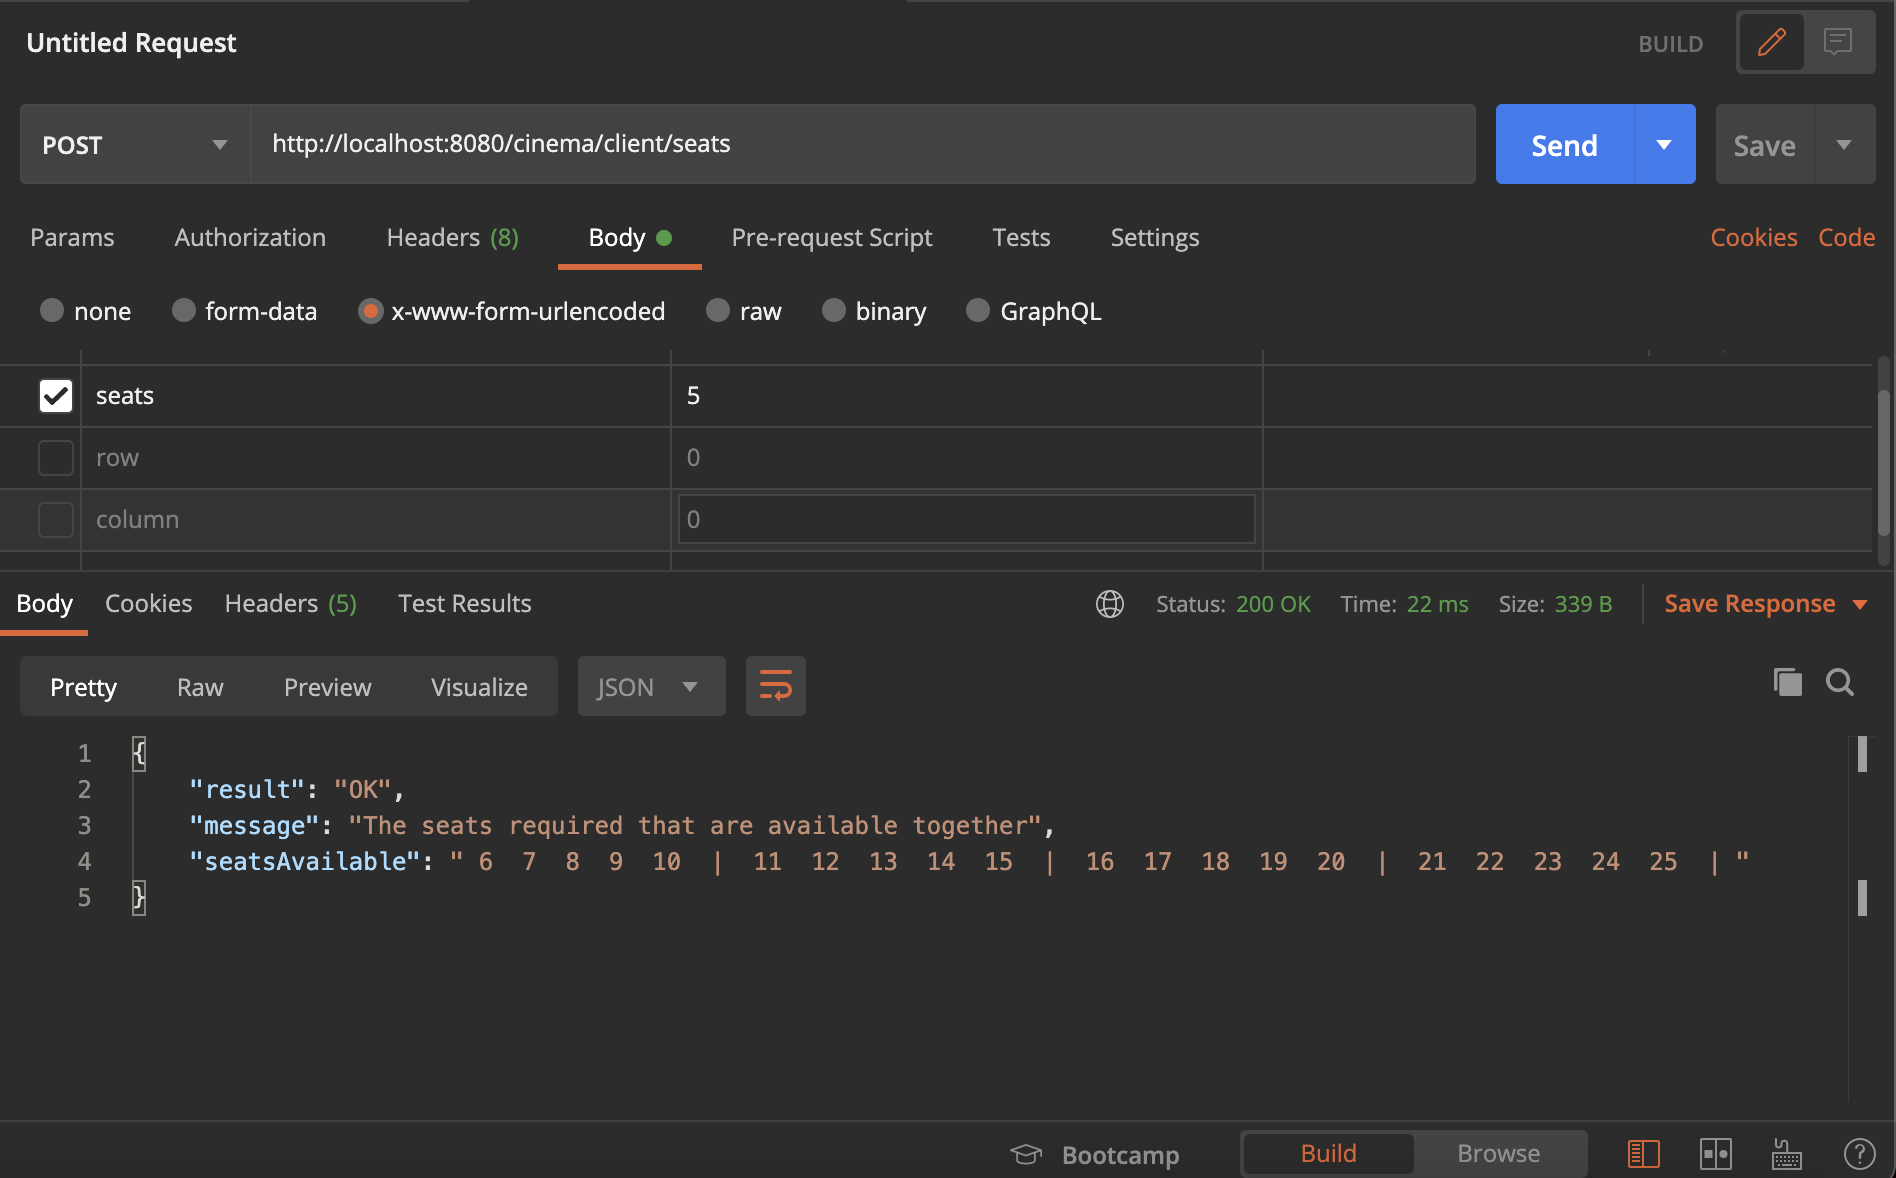 Untitled Request
BUILD
POST http://localhost:8080/cinema/client/seats Send Save
Params Authorization Headers (8) Body Pre-request Script Tests Settings Cookies Code
none form-data x-www-form-urlencoded raw binary GraphQL
seats 5
row 0
column 0
Body Cookies Headers (5) Test Results Status: 200 OK Time: 22 ms Size: 339 B Save Response
Pretty Raw Preview Visualize JSON
1 {
2 "result": "OK",
3 "message": "The seats required that are available together",
4 "seatsAvailable": " 6 7 8 9 10 | 11 12 13 14 15 | 16 17 18 19 20 | 21 22 23 24 25 | "
5 }
Bootcamp Build Browse ?